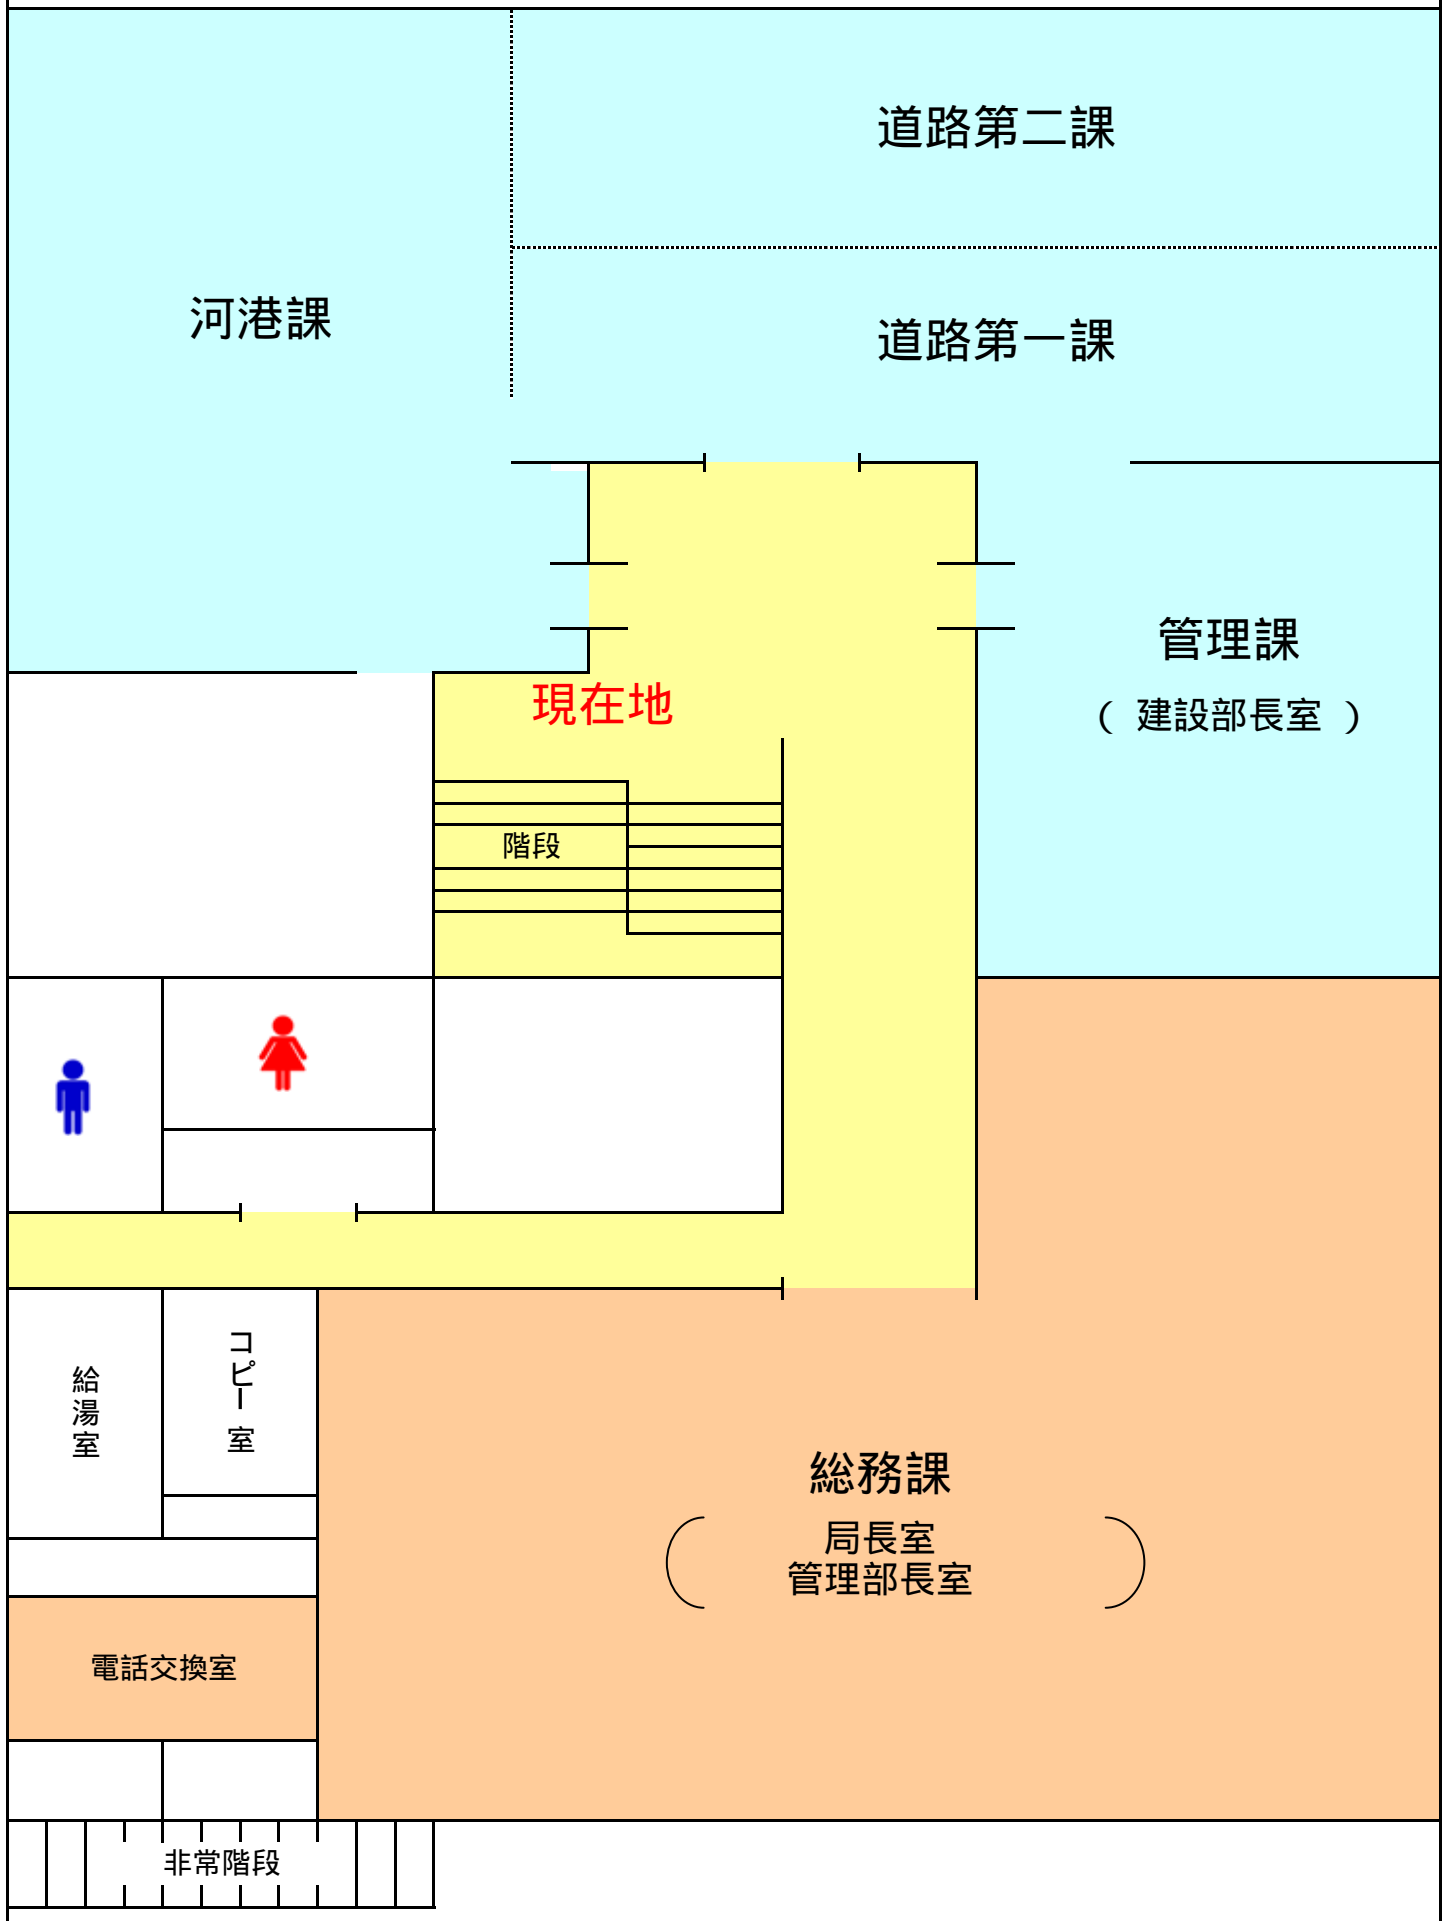 道路第二課
河港課
道路第一課
管理課
（ 建設部長室 ）
現在地
階段
給湯室
コピー室
総務課
局長室
管理部長室
電話交換室
非常階段